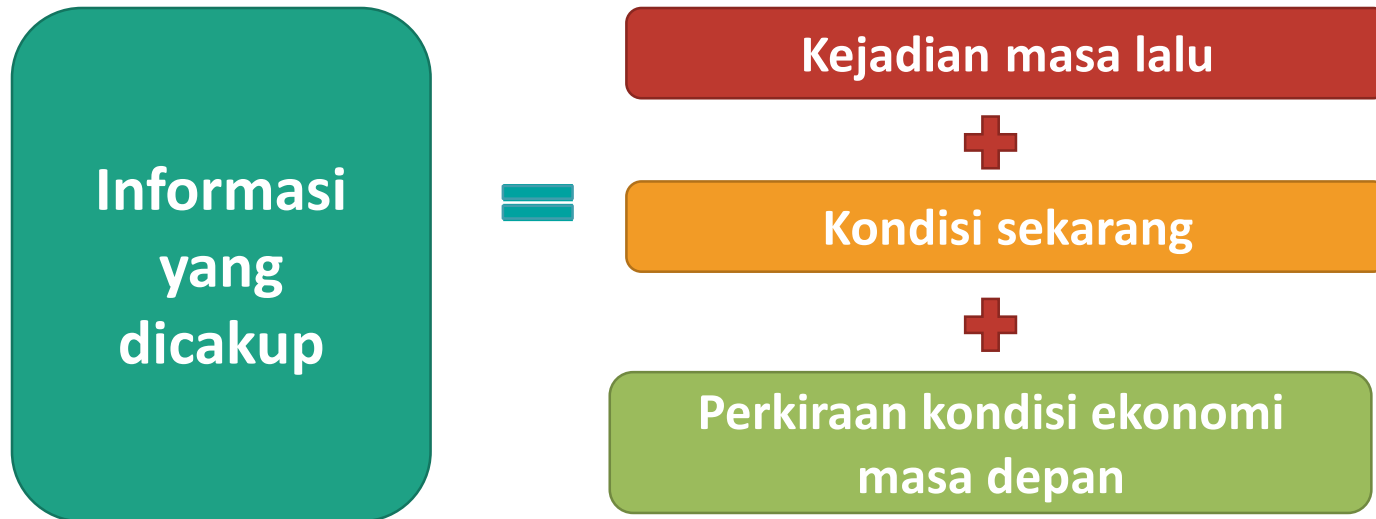 Informasi
yang
dicakup
Kejadian masa lalu
Kondisi sekarang
Perkiraan kondisi ekonomi
masa depan